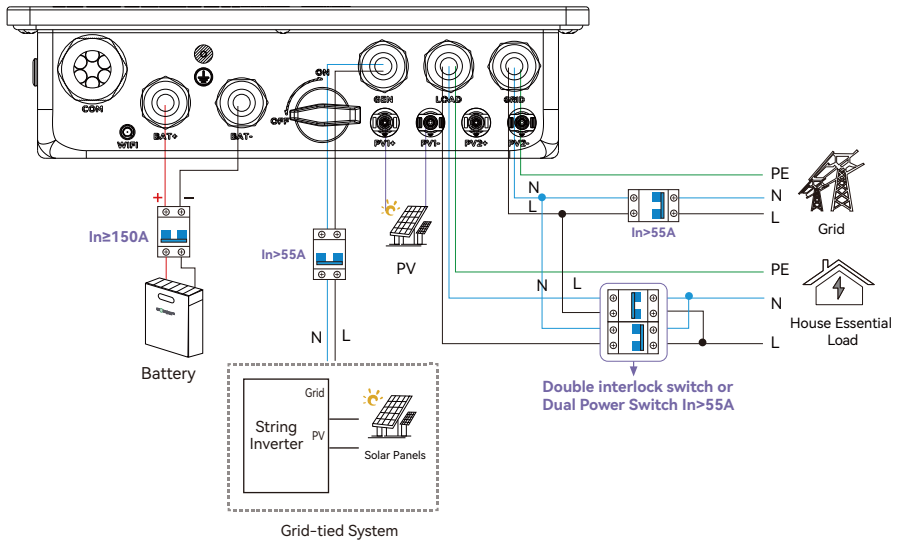 ON
OFF
COM
WIFI
BAT+
BAT-
GEN
LOAD
GRID
PV1+
PV1-
PV2+
PV2-
+
−
In≥150A
Battery
In>55A
N
L
PV
N
L
In>55A
PE
N
L
Grid
N
L
PE
N
L
House Essential
Load
Double interlock switch or
Dual Power Switch In>55A
Grid
String
Inverter
PV
Solar Panels
Grid-tied System